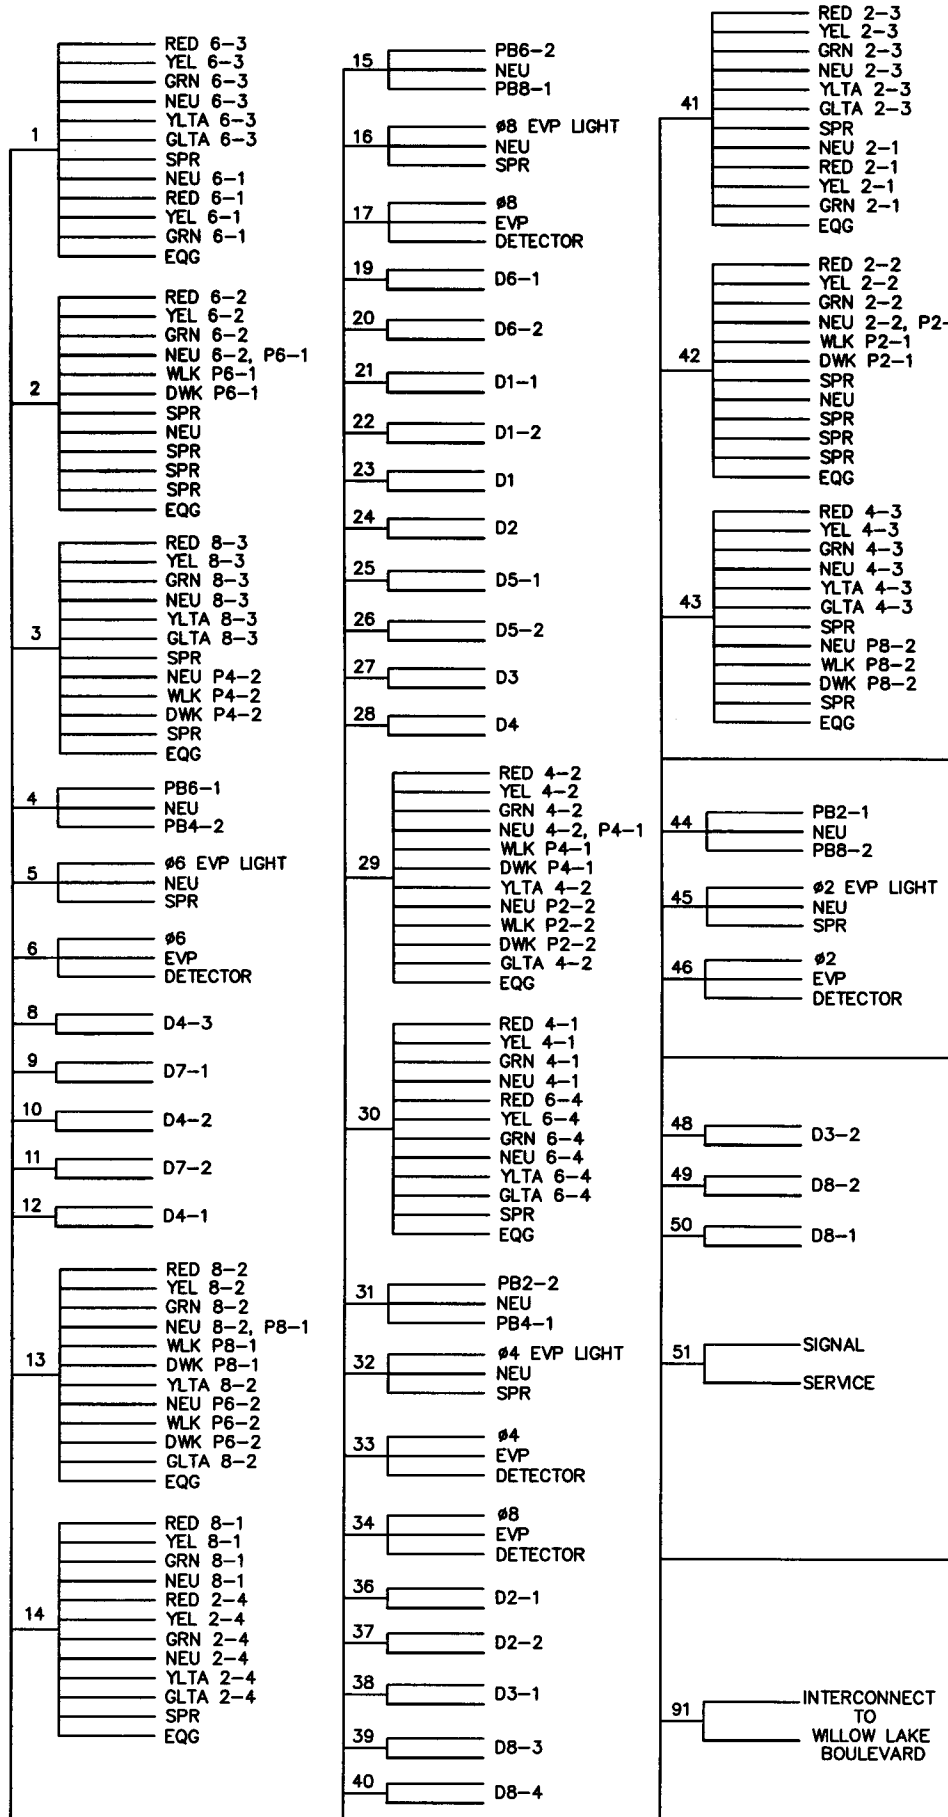 1
RED 6-3
YEL 6-3
GRN 6-3
NEU 6-3
YLTA 6-3
GLTA 6-3
SPR
NEU 6-1
RED 6-1
YEL 6-1
GRN 6-1
EQG
2
RED 6-2
YEL 6-2
GRN 6-2
NEU 6-2, P6-1
WLK P6-1
DWK P6-1
SPR
NEU
SPR
SPR
SPR
EQG
3
RED 8-3
YEL 8-3
GRN 8-3
NEU 8-3
YLTA 8-3
GLTA 8-3
SPR
NEU P4-2
WLK P4-2
DWK P4-2
SPR
EQG
4
PB6-1
NEU
PB4-2
5
ø6 EVP LIGHT
NEU
SPR
6
ø6
EVP
DETECTOR
8
D4-3
9
D7-1
10
D4-2
11
D7-2
12
D4-1
13
RED 8-2
YEL 8-2
GRN 8-2
NEU 8-2, P8-1
WLK P8-1
DWK P8-1
YLTA 8-2
NEU P6-2
WLK P6-2
DWK P6-2
GLTA 8-2
EQG
14
RED 8-1
YEL 8-1
GRN 8-1
NEU 8-1
RED 2-4
YEL 2-4
GRN 2-4
NEU 2-4
YLTA 2-4
GLTA 2-4
SPR
EQG
15
PB6-2
NEU
PB8-1
16
ø8 EVP LIGHT
NEU
SPR
17
ø8
EVP
DETECTOR
19
D6-1
20
D6-2
21
D1-1
22
D1-2
23
D1
24
D2
25
D5-1
26
D5-2
27
D3
28
D4
29
RED 4-2
YEL 4-2
GRN 4-2
NEU 4-2, P4-1
WLK P4-1
DWK P4-1
YLTA 4-2
NEU P2-2
WLK P2-2
DWK P2-2
GLTA 4-2
EQG
30
RED 4-1
YEL 4-1
GRN 4-1
NEU 4-1
RED 6-4
YEL 6-4
GRN 6-4
NEU 6-4
YLTA 6-4
GLTA 6-4
SPR
EQG
31
PB2-2
NEU
PB4-1
32
ø4 EVP LIGHT
NEU
SPR
33
ø4
EVP
DETECTOR
34
ø8
EVP
DETECTOR
36
D2-1
37
D2-2
38
D3-1
39
D8-3
40
D8-4
41
RED 2-3
YEL 2-3
GRN 2-3
NEU 2-3
YLTA 2-3
GLTA 2-3
SPR
NEU 2-1
RED 2-1
YEL 2-1
GRN 2-1
EQG
42
RED 2-2
YEL 2-2
GRN 2-2
NEU 2-2, P2-
WLK P2-1
DWK P2-1
SPR
NEU
SPR
SPR
SPR
EQG
43
RED 4-3
YEL 4-3
GRN 4-3
NEU 4-3
YLTA 4-3
GLTA 4-3
SPR
NEU P8-2
WLK P8-2
DWK P8-2
SPR
EQG
44
PB2-1
NEU
PB8-2
45
ø2 EVP LIGHT
NEU
SPR
46
ø2
EVP
DETECTOR
48
D3-2
49
D8-2
50
D8-1
51
SIGNAL
SERVICE
91
INTERCONNECT
TO
WILLOW LAKE
BOULEVARD